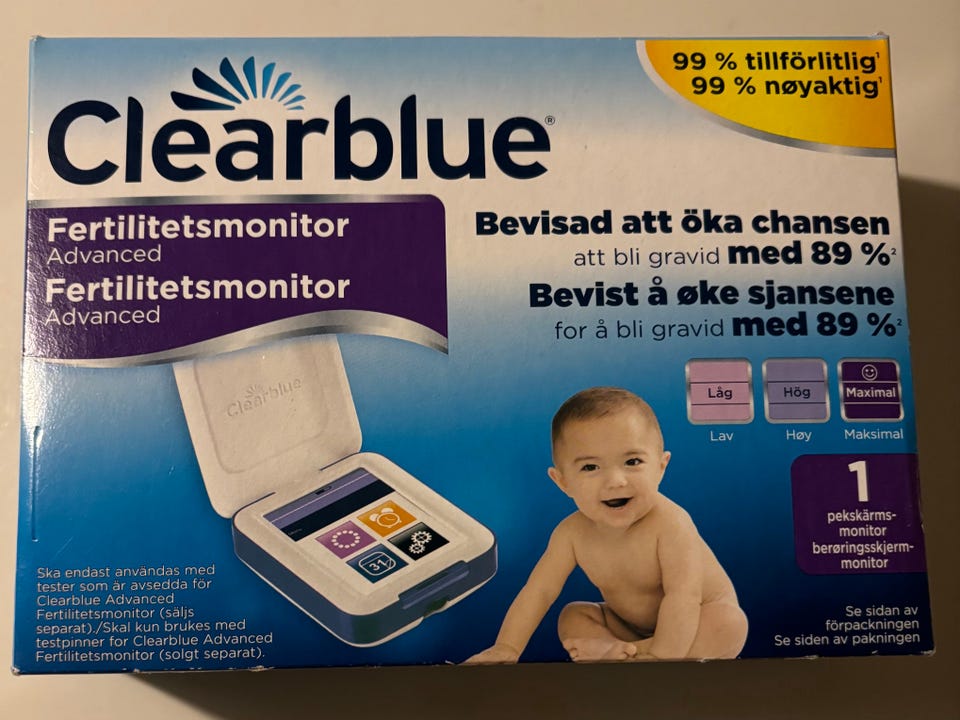 99 % tillförlitlig¹
99 % nøyaktig¹
Clearblue®
Fertilitetsmonitor
Advanced
Fertilitetsmonitor
Advanced
Bevisad att öka chansen
att bli gravid med 89 %²
Bevist å øke sjansene
for å bli gravid med 89 %²
Låg
Hög
Maximal
Lav
Høy
Maksimal
Clearblue
31
1
pekskärms-
monitor
berøringsskjerm-
monitor
Ska endast användas med
tester som är avsedda för
Clearblue Advanced
Fertilitetsmonitor (säljs
separat)./Skal kun brukes med
testpinner for Clearblue Advanced
Fertilitetsmonitor (solgt separat).
Se sidan av
förpackningen
Se siden av pakningen